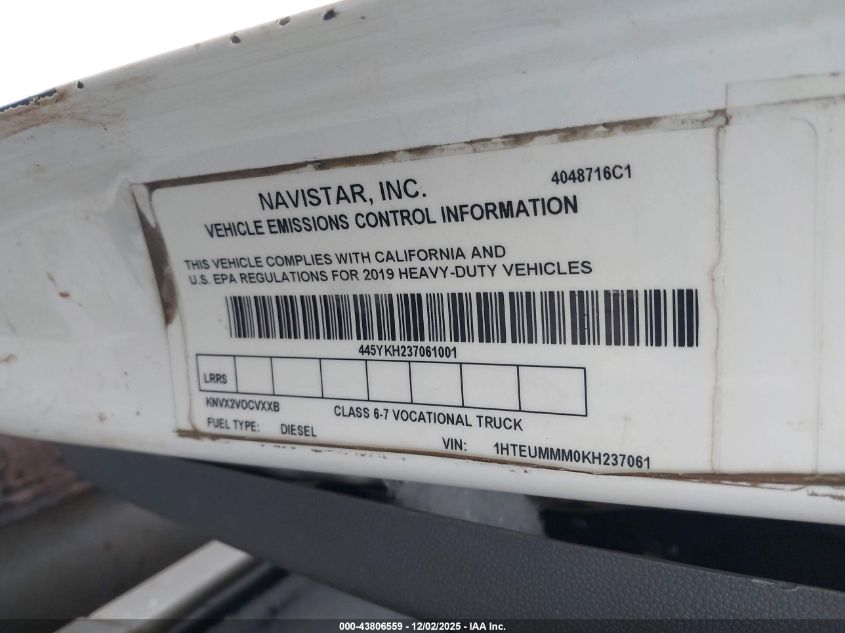 NAVISTAR, INC.
4048716C1
VEHICLE EMISSIONS CONTROL INFORMATION
THIS VEHICLE COMPLIES WITH CALIFORNIA AND
U.S. EPA REGULATIONS FOR 2019 HEAVY-DUTY VEHICLES
445YKH237061001
LRRS
KNVX2VOCVXXB
CLASS 6-7 VOCATIONAL TRUCK
FUEL TYPE: DIESEL
VIN: 1HTEUMMM0KH237061
000-43806559 — 12/02/2025 — IAA Inc.